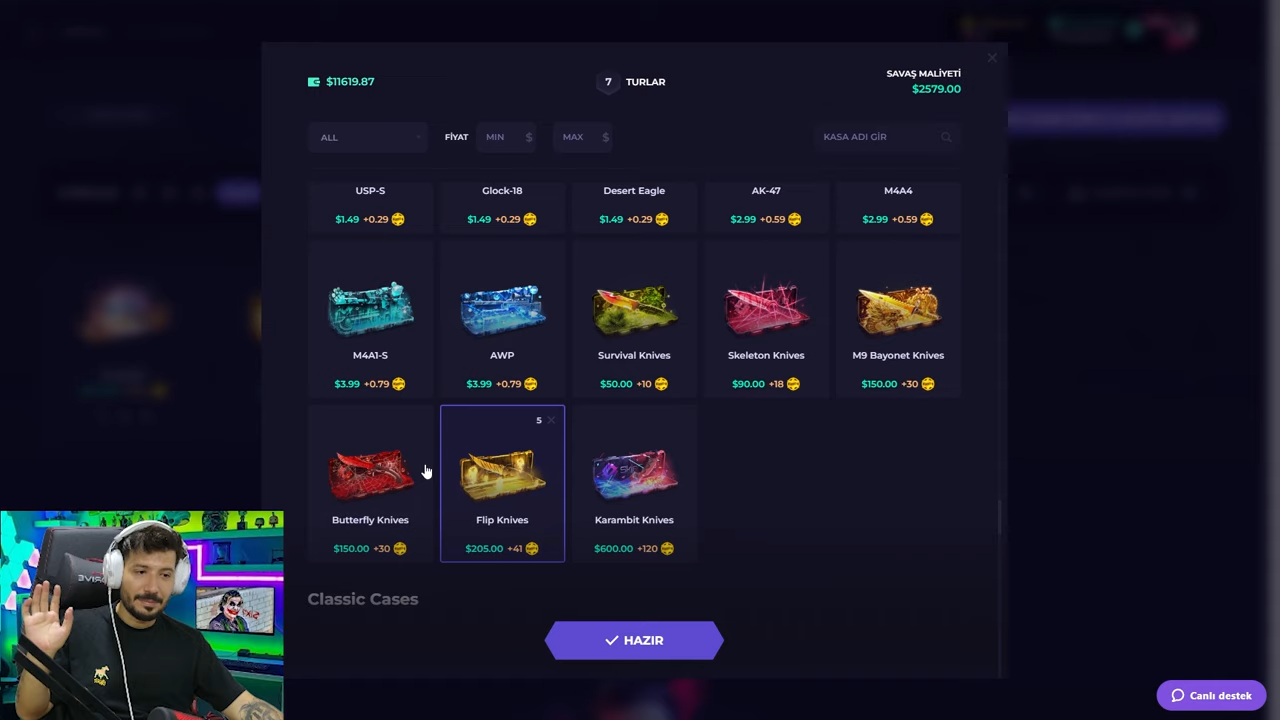 $11619.87
7 TURLAR
SAVAŞ MALİYETİ
$2579.00
ALL
FİYAT
MIN $
MAX $
KASA ADI GİR
USP-S
Glock-18
Desert Eagle
AK-47
M4A4
$1.49 +0.29
$1.49 +0.29
$1.49 +0.29
$2.99 +0.59
$2.99 +0.59
M4A1-S
AWP
Survival Knives
Skeleton Knives
M9 Bayonet Knives
$3.99 +0.79
$3.99 +0.79
$50.00 +10
$90.00 +18
$150.00 +30
5
Butterfly Knives
Flip Knives
Karambit Knives
$150.00 +30
$205.00 +41
$600.00 +120
Classic Cases
HAZIR
Canlı destek